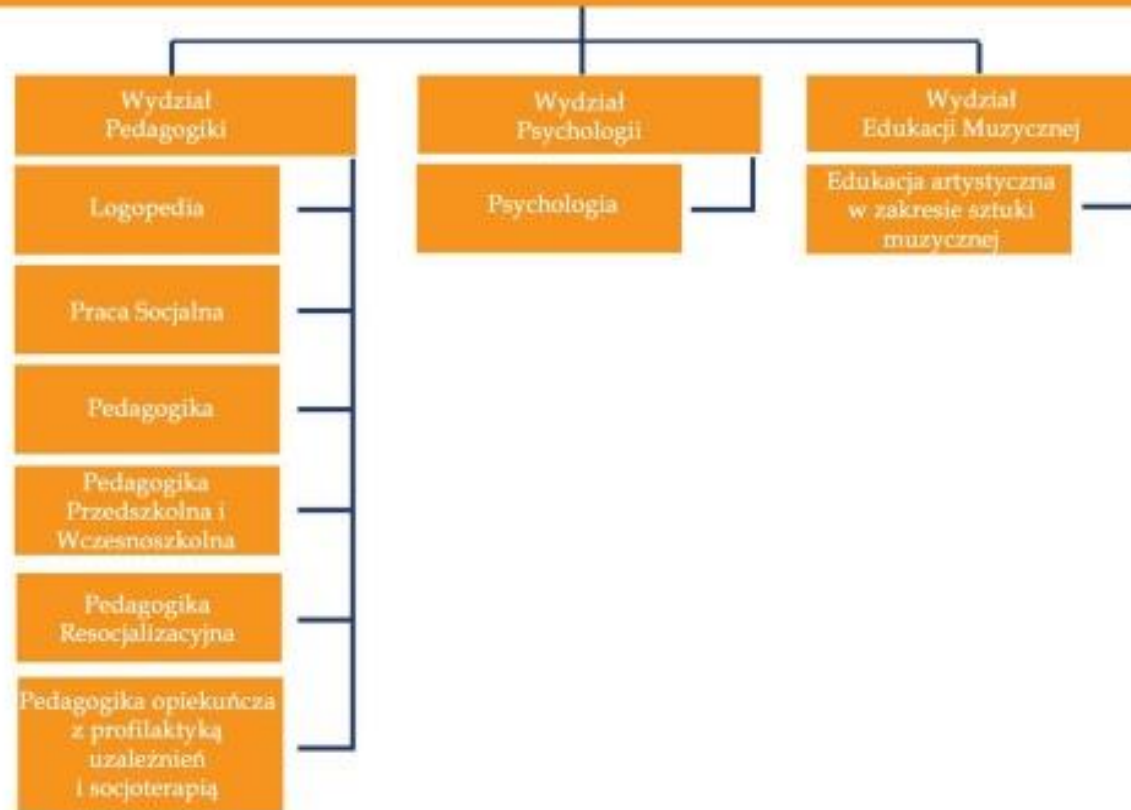 Wydział
Pedagogiki
Logopedia
Praca Socjalna
Pedagogika
Pedagogika
Przedszkolna i
Wczesnoszkolna
Pedagogika
Resocjalizacyjna
Pedagogika opiekuńcza
z profilaktyką
uzależnień
i socjoterapią
Wydział
Psychologii
Psychologia
Wydział
Edukacji Muzycznej
Edukacja artystyczna
w zakresie sztuki
muzycznej